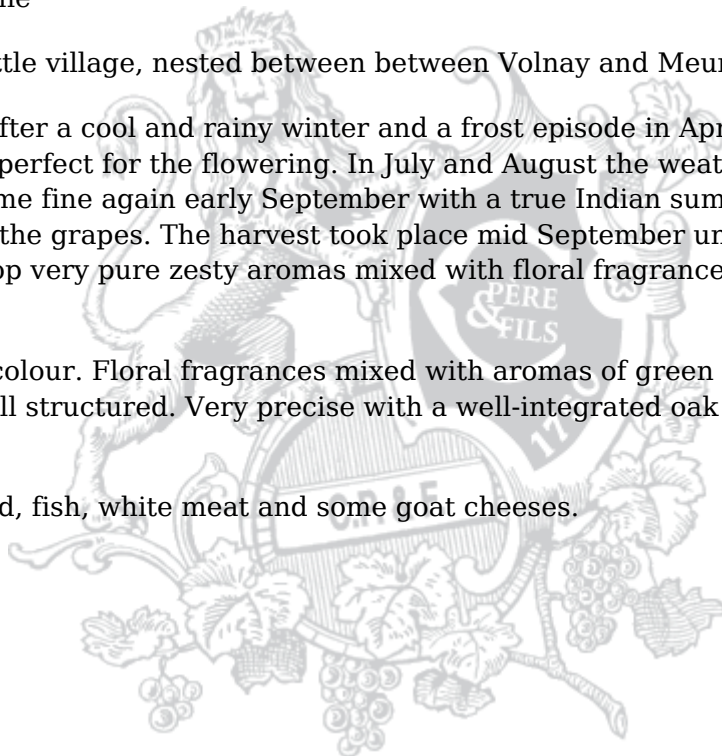 ttle village, nested between between Volnay and Meur
fter a cool and rainy winter and a frost episode in Apr
perfect for the flowering. In July and August the weat
me fine again early September with a true Indian sum
the grapes. The harvest took place mid September un
op very pure zesty aromas mixed with floral fragrance
PÈRE
& FILS
colour. Floral fragrances mixed with aromas of green
ll structured. Very precise with a well-integrated oak
d, fish, white meat and some goat cheeses.